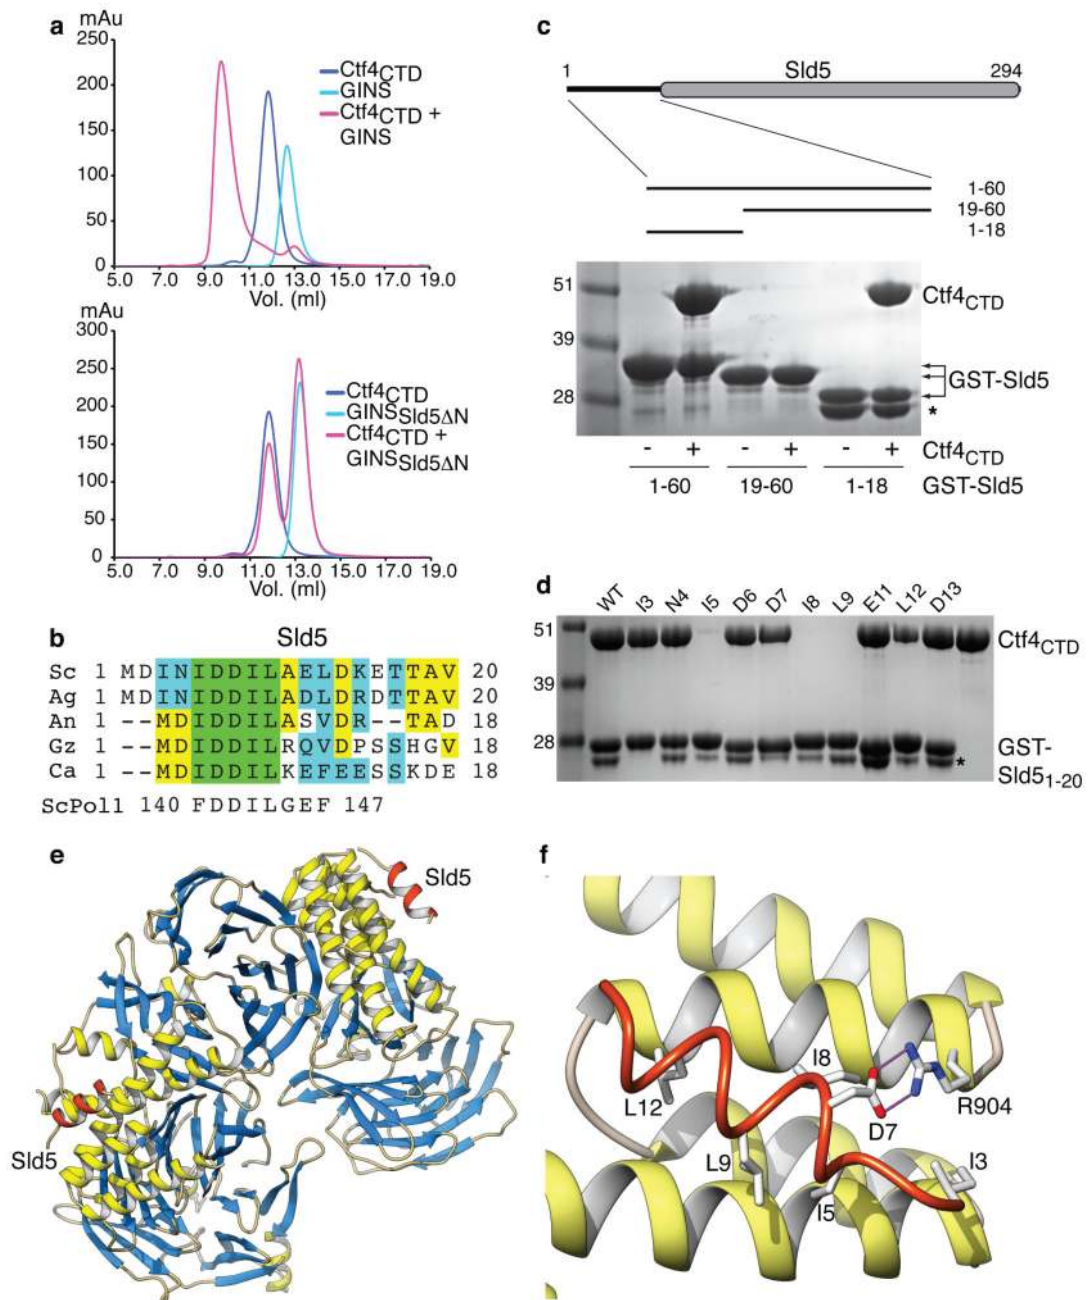 a
mAu
250
200
150
100
50
0
5.0 7.0 9.0 11.0 13.0 15.0 17.0 19.0
Vol. (ml)
Ctf4CTD
GINS
Ctf4CTD +
GINS
mAu
300
250
200
150
100
50
0
5.0 7.0 9.0 11.0 13.0 15.0 17.0 19.0
Vol. (ml)
Ctf4CTD
GINSSld5ΔN
Ctf4CTD +
GINSSld5ΔN
b
Sld5
Sc 1 MDINIDDILAELDKETTAV 20
Ag 1 MDINIDDILADLDRDTTAV 20
An 1 --MDIDDILASVDR--TAD 18
Gz 1 --MDIDDILRQVDPSSHGV 18
Ca 1 --MDIDDILKEFEESSKDE 18
ScPol1 140 FDDILGEF 147
c
1 Sld5 294
1-60
19-60
1-18
51
39
28
Ctf4CTD
GST-Sld5
*
- + - + - + Ctf4CTD
1-60 19-60 1-18 GST-Sld5
d
WT I3 N4 I5 D6 D7 I8 L9 E11 L12 D13
51
39
28
Ctf4CTD
GST-
Sld51-20
*
e
Sld5
Sld5
f
I8
L12
R904
D7
L9
I5
I3